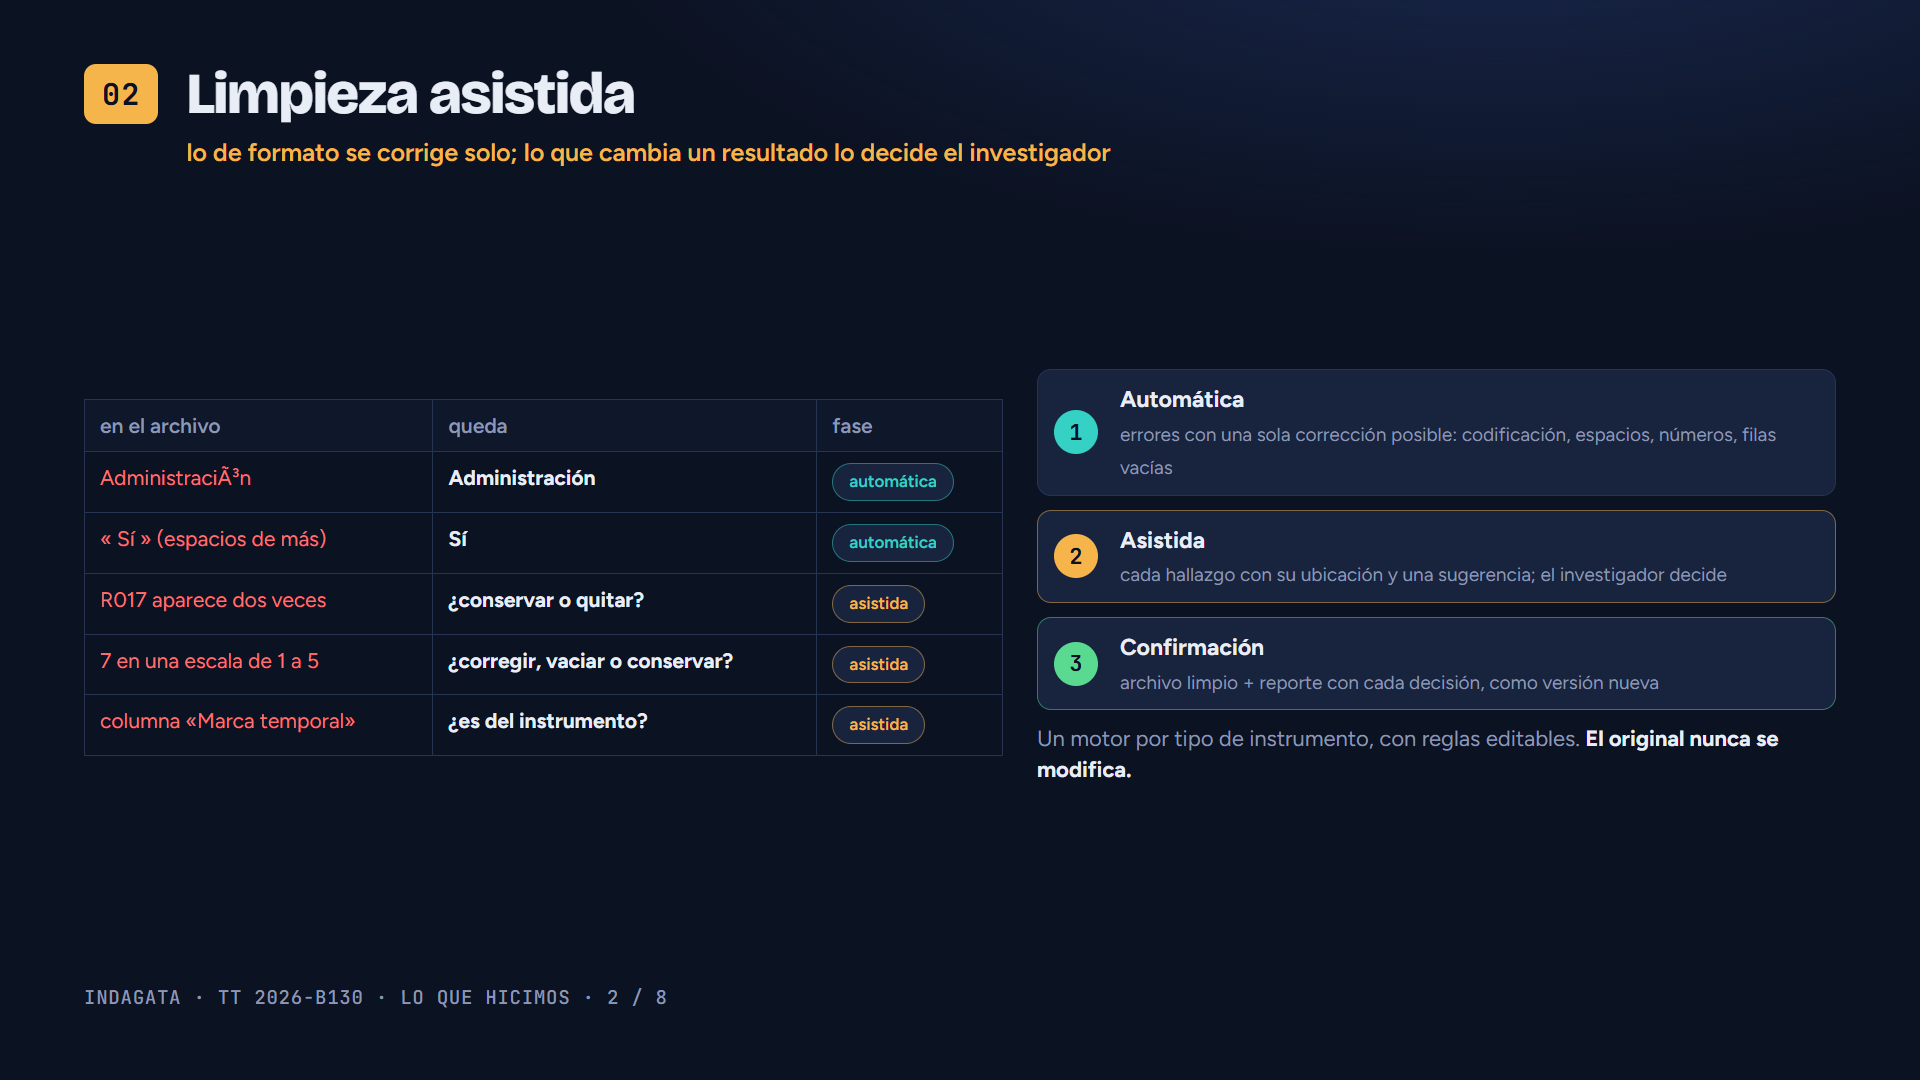 02
Limpieza asistida
lo de formato se corrige solo; lo que cambia un resultado lo decide el investigador
en el archivo queda fase
AdministraciÃ³n Administración automática
« Sí » (espacios de más) Sí automática
R017 aparece dos veces ¿conservar o quitar? asistida
7 en una escala de 1 a 5 ¿corregir, vaciar o conservar? asistida
columna «Marca temporal» ¿es del instrumento? asistida
1
Automática
errores con una sola corrección posible: codificación, espacios, números, filas
vacías
2
Asistida
cada hallazgo con su ubicación y una sugerencia; el investigador decide
3
Confirmación
archivo limpio + reporte con cada decisión, como versión nueva
Un motor por tipo de instrumento, con reglas editables. El original nunca se
modifica.
INDAGATA · TT 2026-B130 · LO QUE HICIMOS · 2 / 8